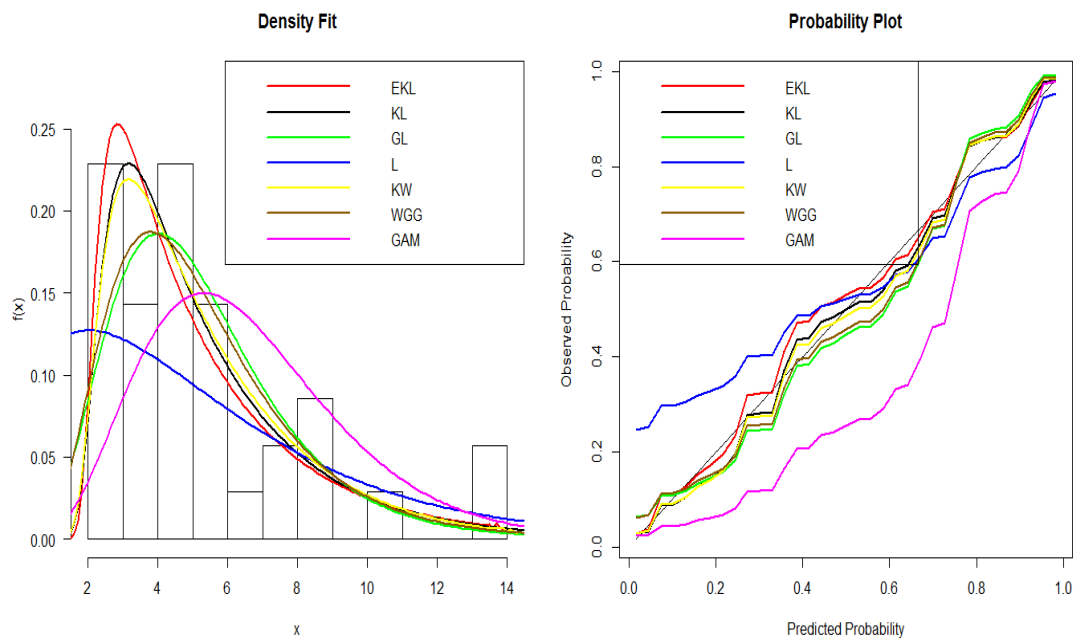 Density Fit
EKL
KL
GL
L
KW
WGG
GAM
f(x)
0.25
0.20
0.15
0.10
0.05
0.00
2 4 6 8 10 12 14
x
Probability Plot
EKL
KL
GL
L
KW
WGG
GAM
Observed Probability
1.0
0.8
0.6
0.4
0.2
0.0
0.0 0.2 0.4 0.6 0.8 1.0
Predicted Probability